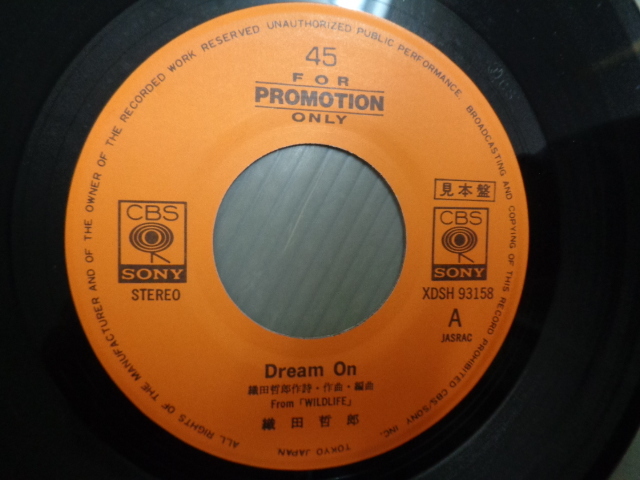 ALL RIGHTS OF THE MANUFACTURER AND OF THE OWNER OF THE RECORDED WORK RESERVED UNAUTHORIZED PUBLIC PERFORMANCE. BROADCASTING AND COPYING OF THIS RECORD PROHIBITED CBS/SONY INC. TOKYO JAPAN
45
FOR
PROMOTION
ONLY
見本盤
CBS
SONY
STEREO
CBS
SONY
XDSH 93158
A
JASRAC
Dream On
織田哲郎作詩・作曲・編曲
From「WILDLIFE」
織田哲郎